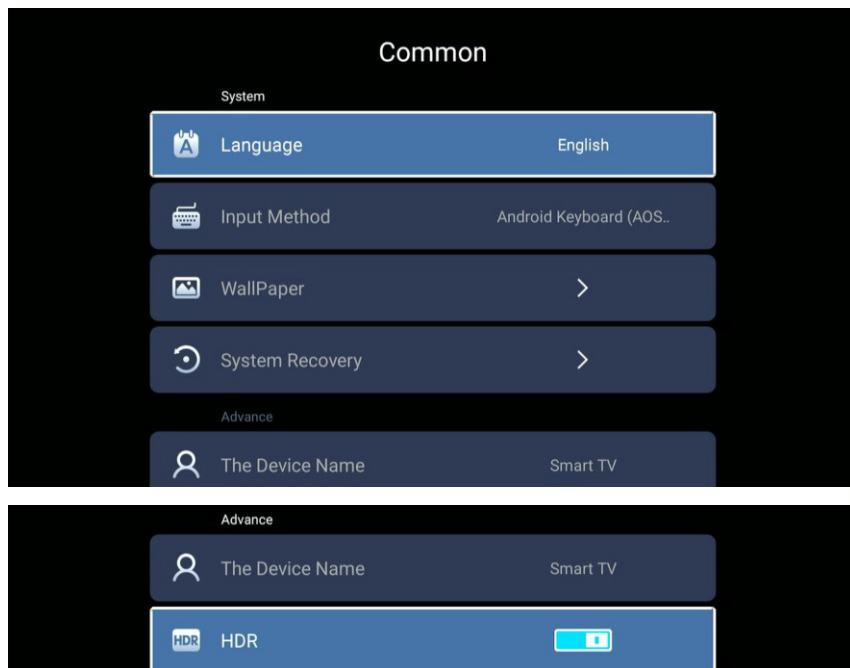 Common
System
Language English
Input Method Android Keyboard (AOS..
WallPaper
System Recovery
Advance
The Device Name Smart TV
Advance
The Device Name Smart TV
HDR HDR